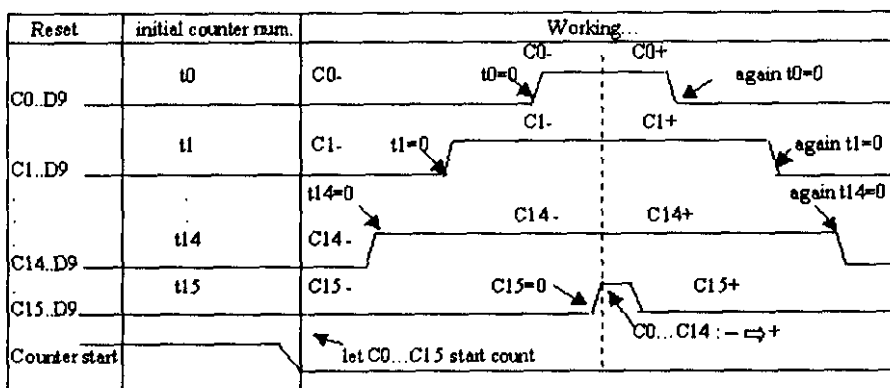 Reset initial counter num. Working...
C0- C0+
t0 C0- t0=0 again t0=0
C0..D9
C1- C1+
t1 C1- t1=0 again t1=0
C1..D9
t14=0 again t14=0
C14- C14+
t14 C14-
C14..D9
t15 C15- C15=0 C15+
C15..D9
C0...C14 : − ⇨ +
Counter start let C0...C15 start count